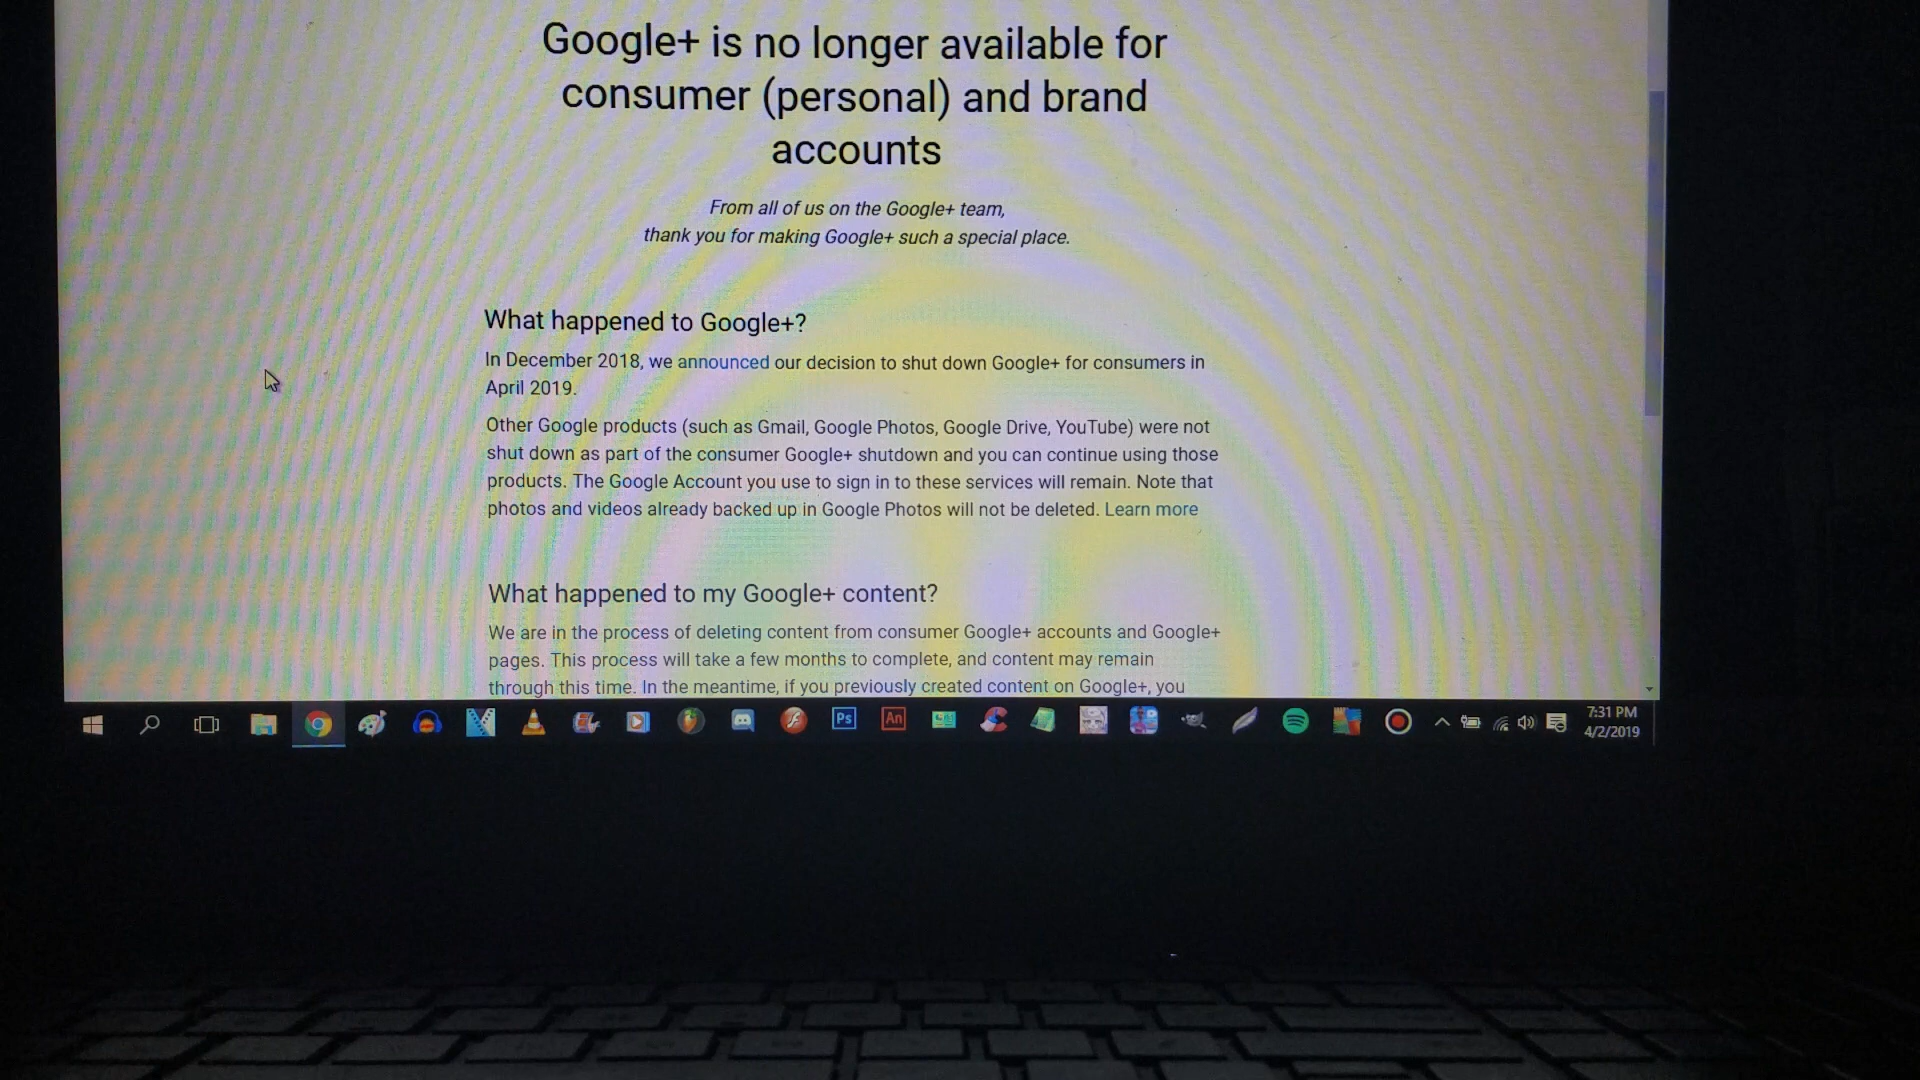 Google+ is no longer available for
consumer (personal) and brand
accounts
From all of us on the Google+ team,
thank you for making Google+ such a special place.
What happened to Google+?
In December 2018, we announced our decision to shut down Google+ for consumers in
April 2019.
Other Google products (such as Gmail, Google Photos, Google Drive, YouTube) were not
shut down as part of the consumer Google+ shutdown and you can continue using those
products. The Google Account you use to sign in to these services will remain. Note that
photos and videos already backed up in Google Photos will not be deleted. Learn more
What happened to my Google+ content?
We are in the process of deleting content from consumer Google+ accounts and Google+
pages. This process will take a few months to complete, and content may remain
through this time. In the meantime, if you previously created content on Google+, you
Ps
An
7:31 PM
4/2/2019